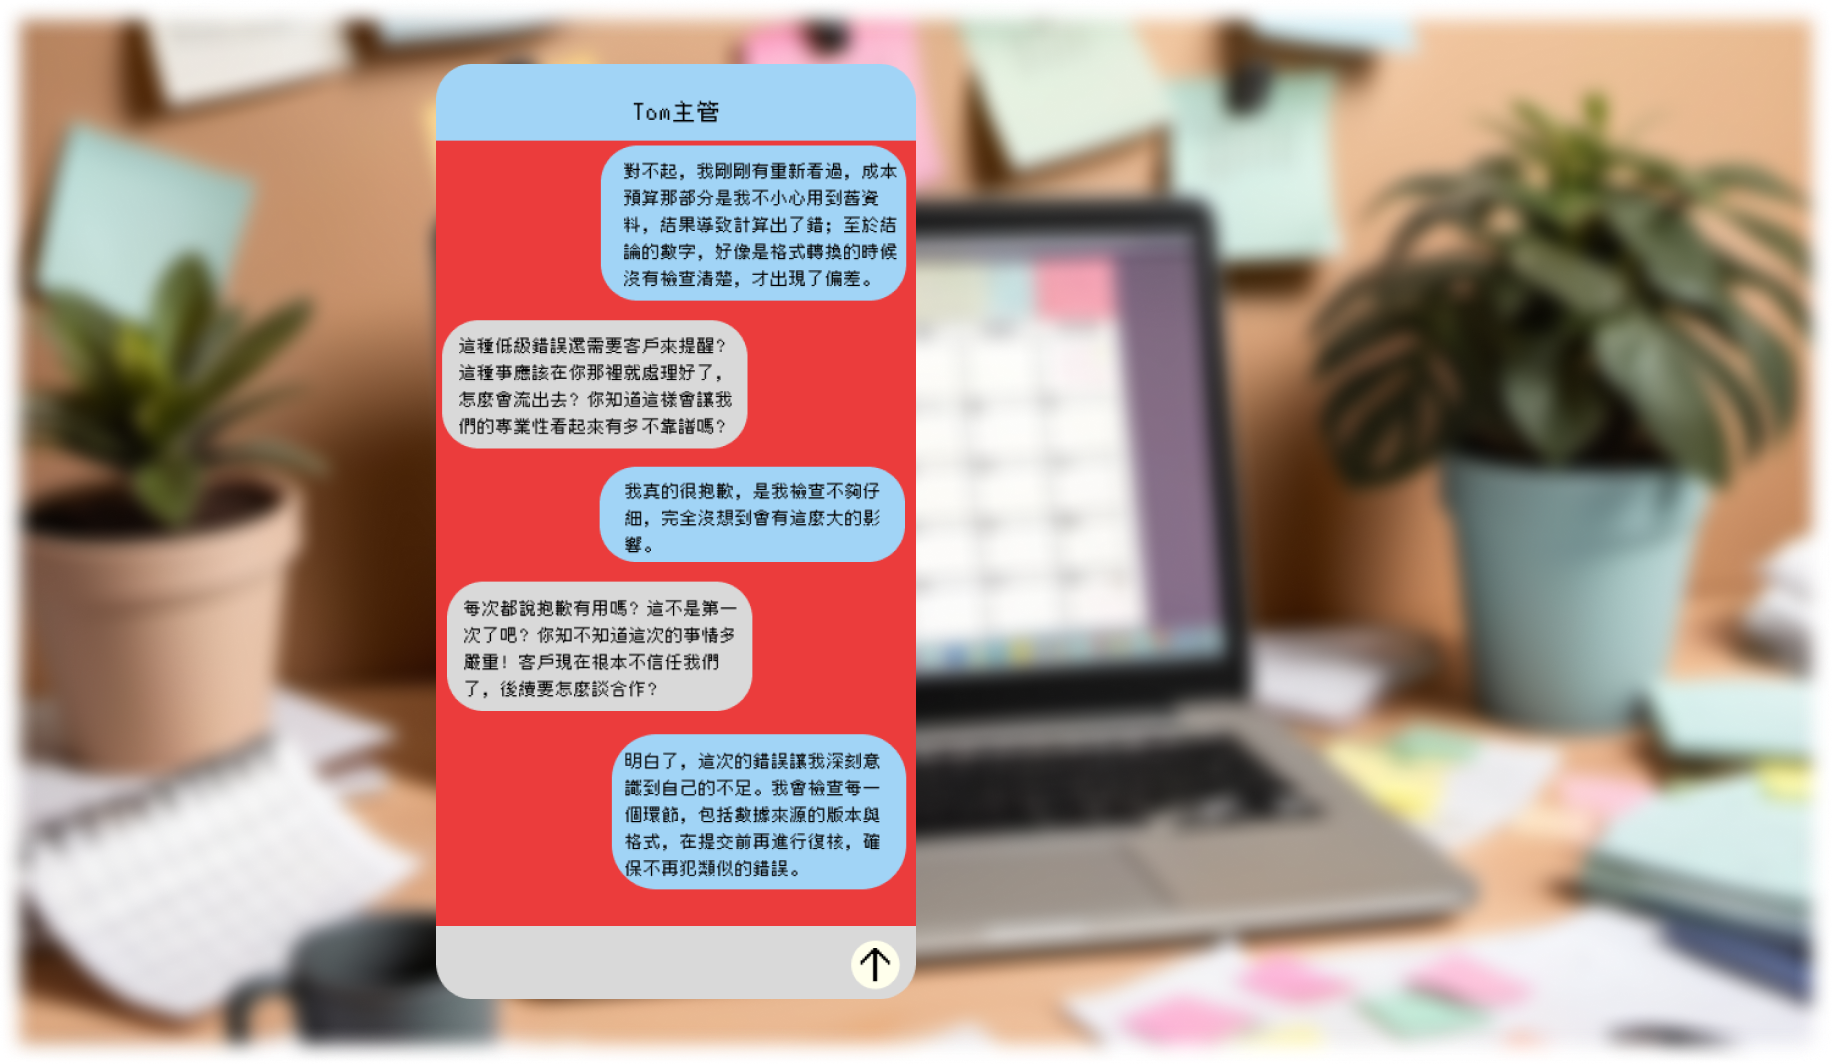 Tom主管
對不起，我剛剛有重新看過，成本
預算那部分是我不小心用到舊資
料，結果導致計算出了錯；至於結
論的數字，好像是格式轉換的時候
沒有檢查清楚，才出現了偏差。
這種低級錯誤還需要客戶來提醒？
這種事應該在你那裡就處理好了，
怎麼會流出去？你知道這樣會讓我
們的專業性看起來有多不靠譜嗎？
我真的很抱歉，是我檢查不夠仔
細，完全沒想到會有這麼大的影
響。
每次都說抱歉有用嗎？這不是第一
次了吧？你知不知道這次的事情多
嚴重！客戶現在根本不信任我們
了，後續要怎麼談合作？
明白了，這次的錯誤讓我深刻意
識到自己的不足。我會檢查每一
個環節，包括數據來源的版本與
格式，在提交前再進行復核，確
保不再犯類似的錯誤。